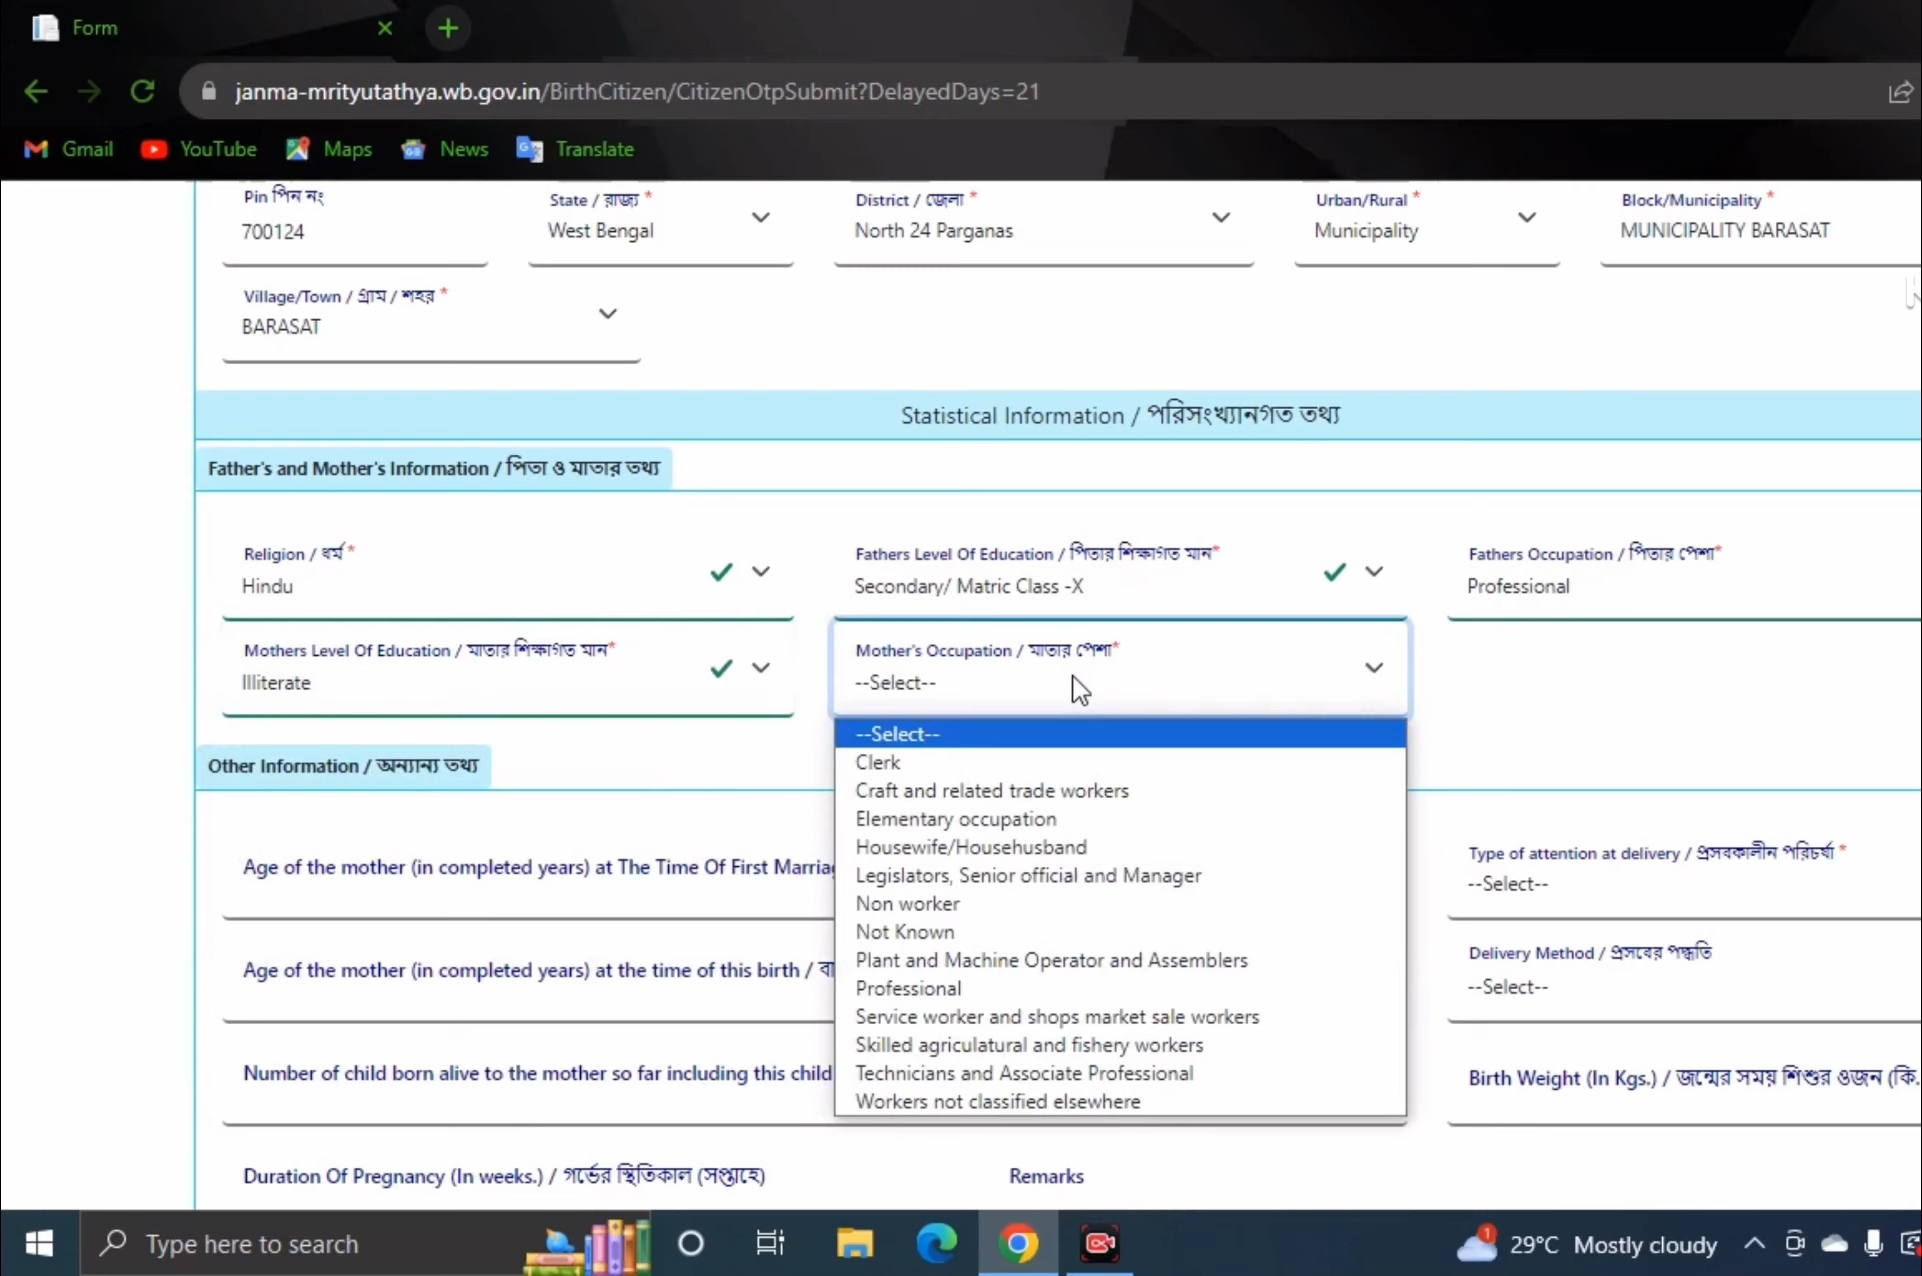 Form
janma-mrityutathya.wb.gov.in/BirthCitizen/CitizenOtpSubmit?DelayedDays=21
Gmail YouTube Maps News Translate
Pin পিন নং State / রাজ্য * District / জেলা * Urban/Rural * Block/Municipality *
700124 West Bengal North 24 Parganas Municipality MUNICIPALITY BARASAT
Village/Town / গ্রাম / শহর *
BARASAT
Statistical Information / পরিসংখ্যানগত তথ্য
Father's and Mother's Information / পিতা ও মাতার তথ্য
Religion / ধর্ম * Fathers Level Of Education / পিতার শিক্ষাগত মান* Fathers Occupation / পিতার পেশা*
Hindu Secondary/ Matric Class -X Professional
Mothers Level Of Education / মাতার শিক্ষাগত মান* Mother's Occupation / মাতার পেশা*
Illiterate --Select--
--Select--
Clerk
Craft and related trade workers
Elementary occupation
Housewife/Househusband
Legislators, Senior official and Manager
Non worker
Not Known
Plant and Machine Operator and Assemblers
Professional
Service worker and shops market sale workers
Skilled agriculatural and fishery workers
Technicians and Associate Professional
Workers not classified elsewhere
Other Information / অন্যান্য তথ্য
Age of the mother (in completed years) at The Time Of First Type of attention at delivery / প্রসবকালীন পরিচর্যা *
--Select--
Age of the mother (in completed years) at the time of this birth / Delivery Method / প্রসবের পদ্ধতি
--Select--
Number of child born alive to the mother so far including this child Birth Weight (In Kgs.) / জন্মের সময় শিশুর ওজন (কি.
Duration Of Pregnancy (In weeks.) / গর্ভের স্থিতিকাল (সপ্তাহে) Remarks
Type here to search 1 29°C Mostly cloudy